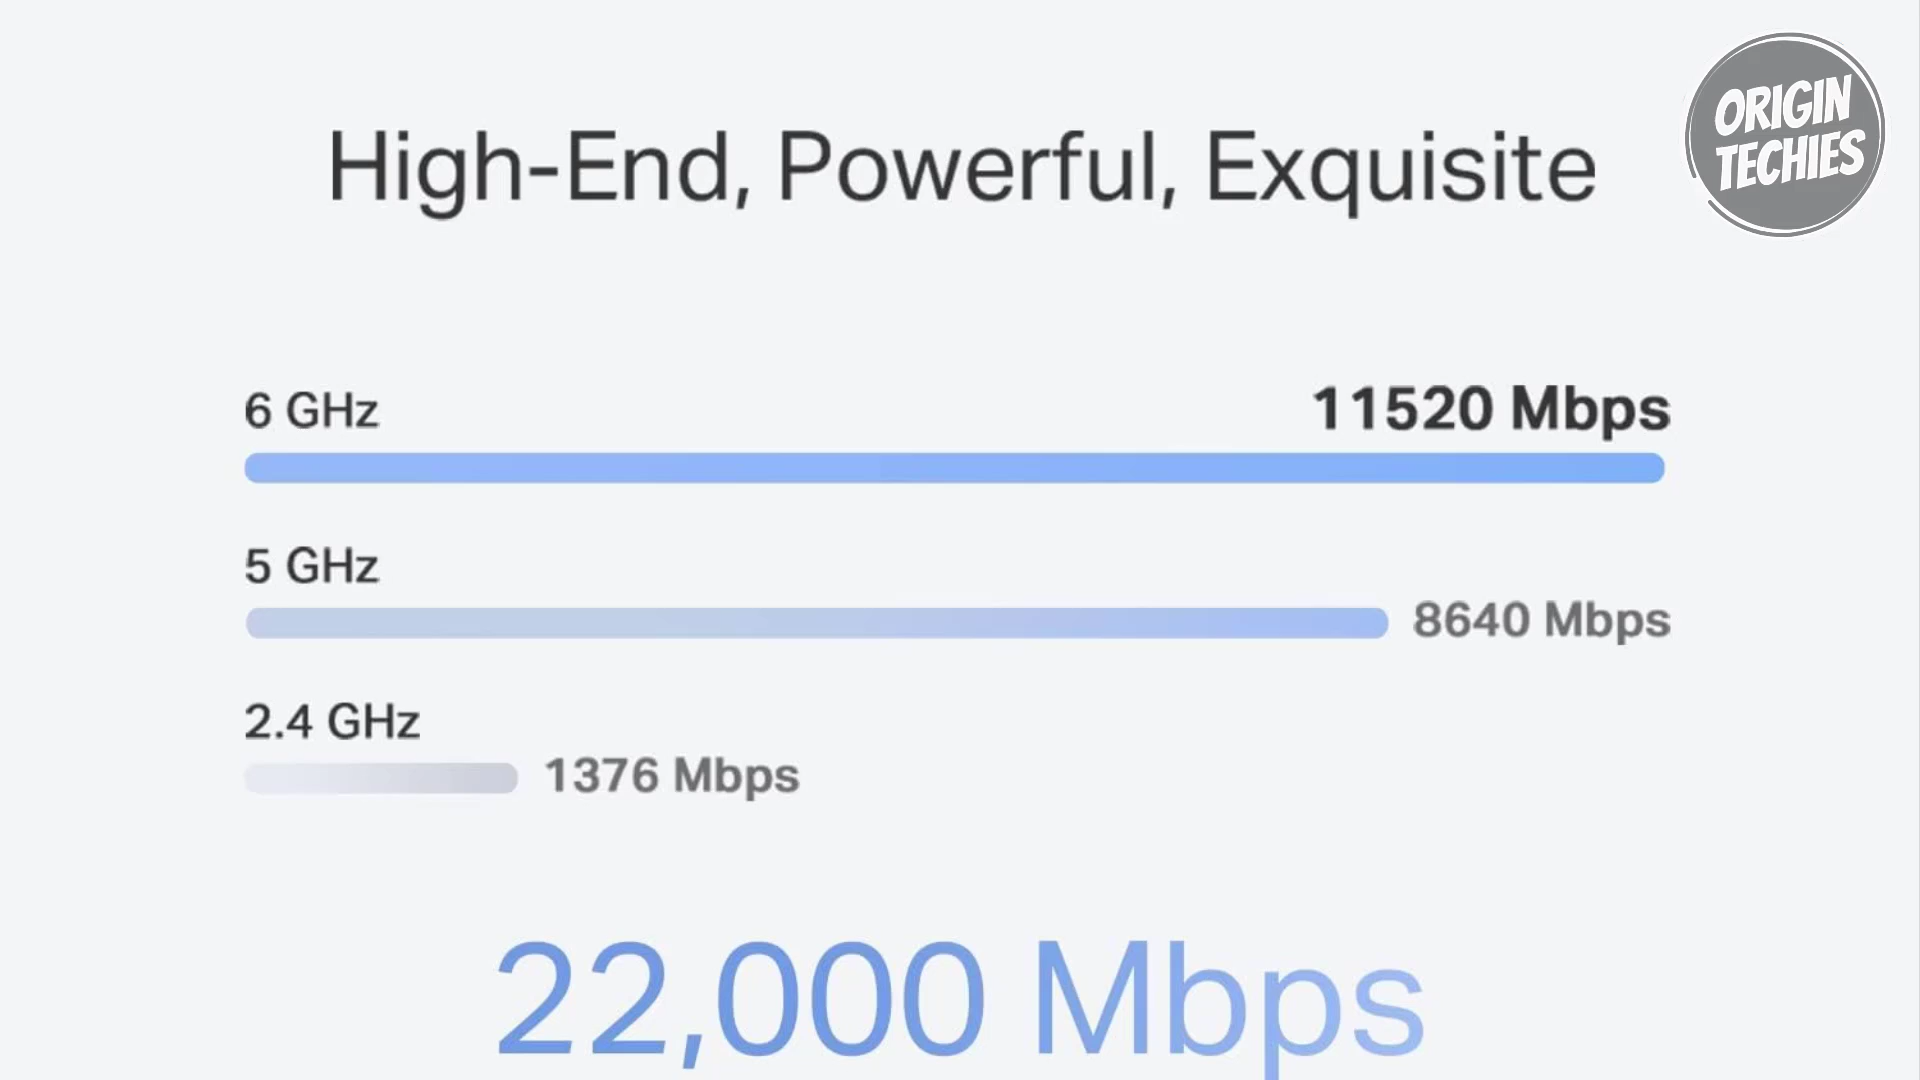 ORIGIN
TECHIES
High-End, Powerful, Exquisite
6 GHz
11520 Mbps
5 GHz
8640 Mbps
2.4 GHz
1376 Mbps
22,000 Mbps